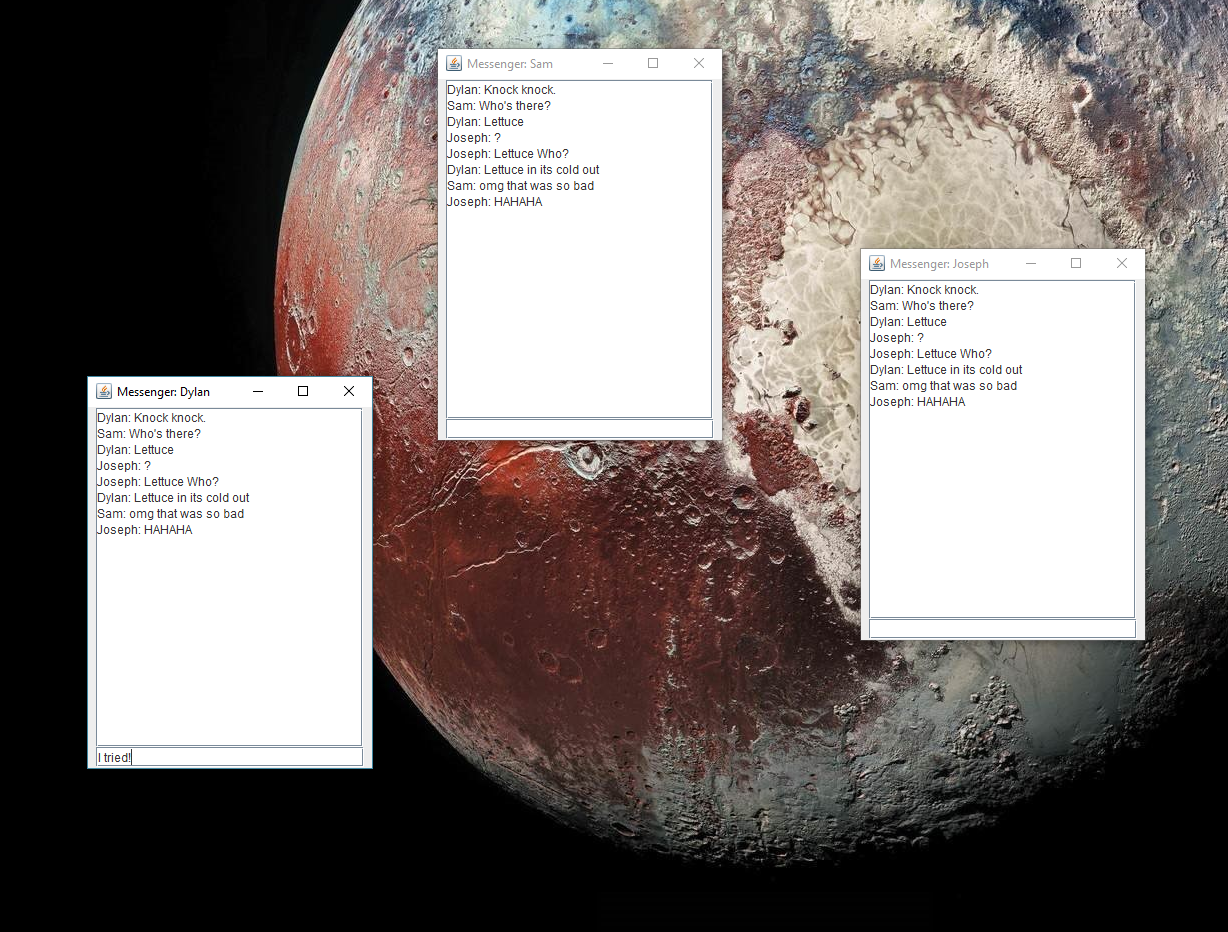 Messenger: Sam
Dylan: Knock knock.
Sam: Who's there?
Dylan: Lettuce
Joseph: ?
Joseph: Lettuce Who?
Dylan: Lettuce in its cold out
Sam: omg that was so bad
Joseph: HAHAHA
Messenger: Joseph
Dylan: Knock knock.
Sam: Who's there?
Dylan: Lettuce
Joseph: ?
Joseph: Lettuce Who?
Dylan: Lettuce in its cold out
Sam: omg that was so bad
Joseph: HAHAHA
Messenger: Dylan
Dylan: Knock knock.
Sam: Who's there?
Dylan: Lettuce
Joseph: ?
Joseph: Lettuce Who?
Dylan: Lettuce in its cold out
Sam: omg that was so bad
Joseph: HAHAHA
I tried!